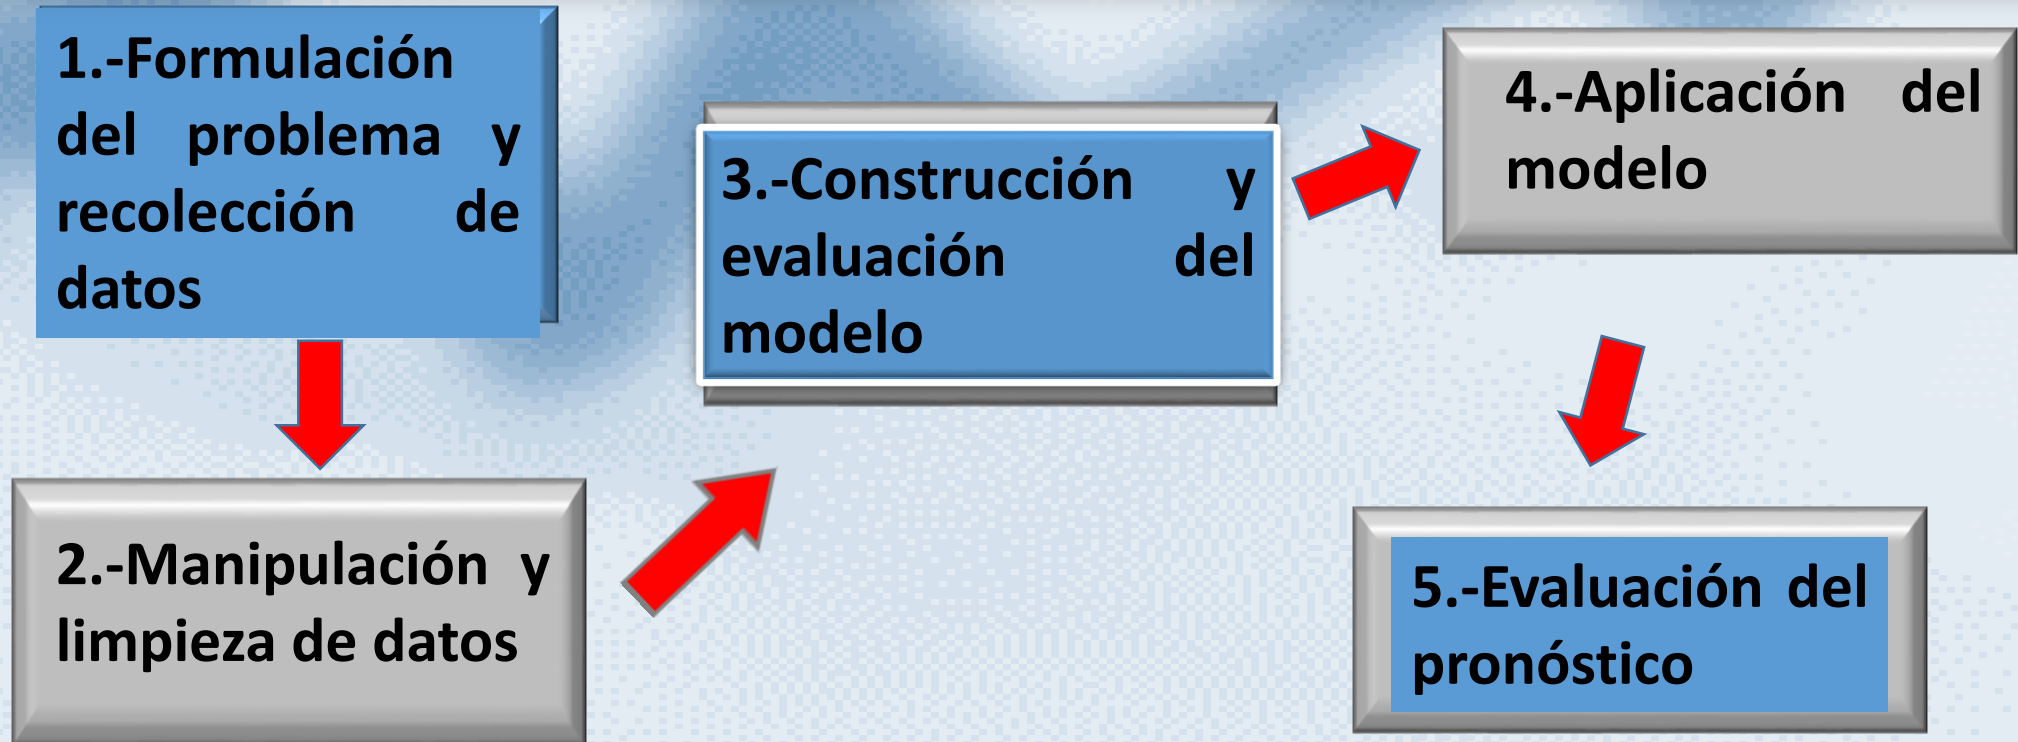 1.-Formulación
del problema y
recolección de
datos
2.-Manipulación y
limpieza de datos
3.-Construcción y
evaluación del
modelo
4.-Aplicación del
modelo
5.-Evaluación del
pronóstico